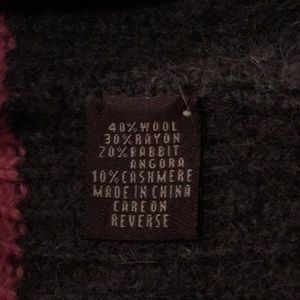 40% WOOL
30% RAYON
20% RABBIT
ANGORA
10% CASHMERE
MADE IN CHINA
CARE ON
REVERSE